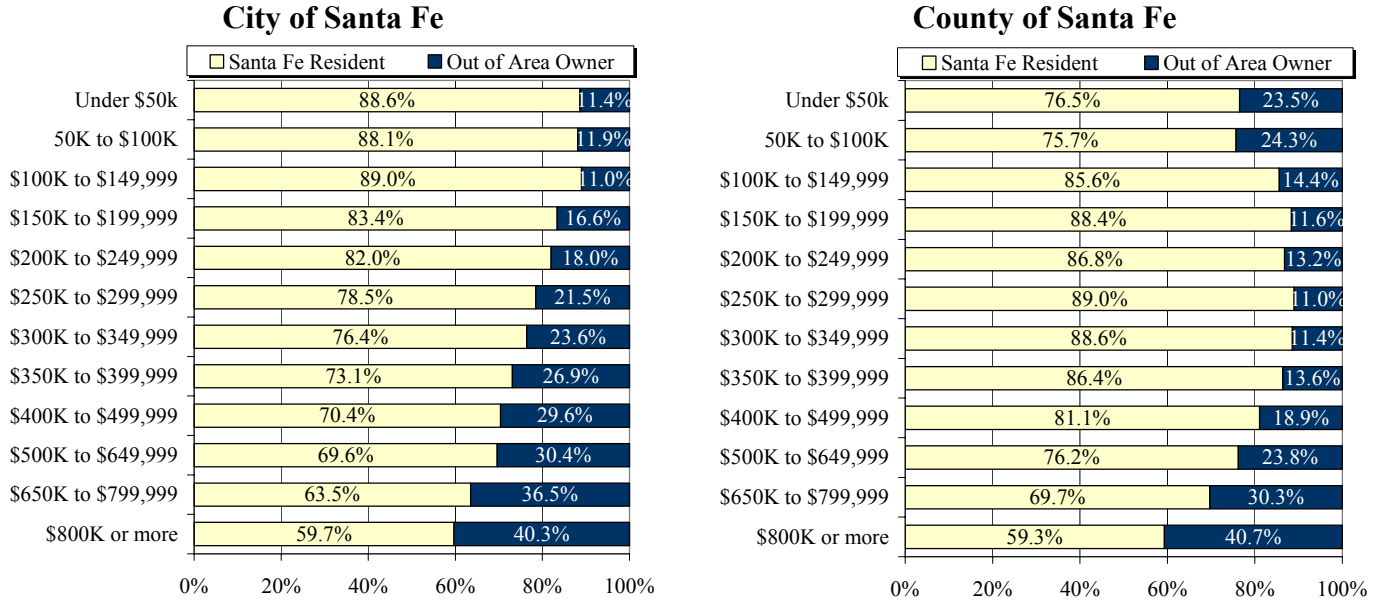 City of Santa Fe
Santa Fe Resident Out of Area Owner
Under $50k 88.6% 11.4%
50K to $100K 88.1% 11.9%
$100K to $149,999 89.0% 11.0%
$150K to $199,999 83.4% 16.6%
$200K to $249,999 82.0% 18.0%
$250K to $299,999 78.5% 21.5%
$300K to $349,999 76.4% 23.6%
$350K to $399,999 73.1% 26.9%
$400K to $499,999 70.4% 29.6%
$500K to $649,999 69.6% 30.4%
$650K to $799,999 63.5% 36.5%
$800K or more 59.7% 40.3%
0% 20% 40% 60% 80% 100%
County of Santa Fe
Santa Fe Resident Out of Area Owner
Under $50k 76.5% 23.5%
50K to $100K 75.7% 24.3%
$100K to $149,999 85.6% 14.4%
$150K to $199,999 88.4% 11.6%
$200K to $249,999 86.8% 13.2%
$250K to $299,999 89.0% 11.0%
$300K to $349,999 88.6% 11.4%
$350K to $399,999 86.4% 13.6%
$400K to $499,999 81.1% 18.9%
$500K to $649,999 76.2% 23.8%
$650K to $799,999 69.7% 30.3%
$800K or more 59.3% 40.7%
0% 20% 40% 60% 80% 100%